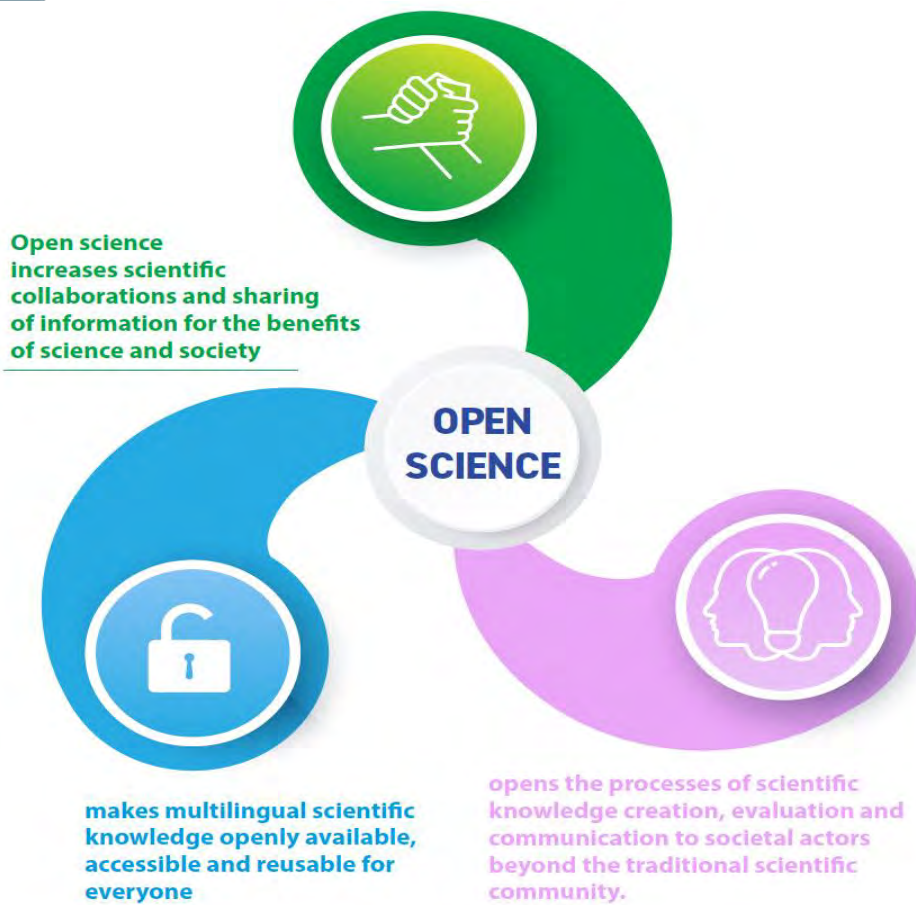 Open science
increases scientific
collaborations and sharing
of information for the benefits
of science and society
OPEN
SCIENCE
makes multilingual scientific
knowledge openly available,
accessible and reusable for
everyone
opens the processes of scientific
knowledge creation, evaluation and
communication to societal actors
beyond the traditional scientific
community.